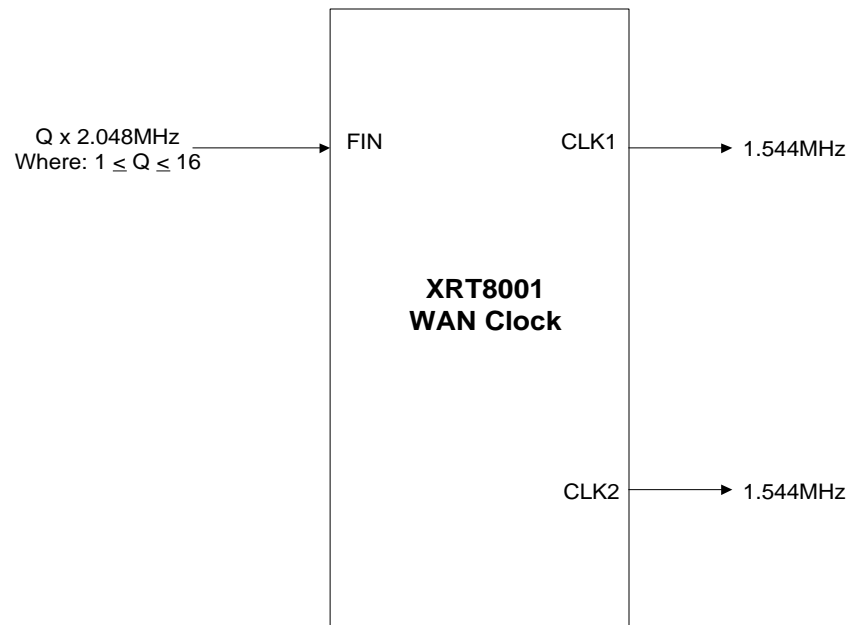 Q x 2.048MHz
Where: 1 ≤ Q ≤ 16
FIN
CLK1
1.544MHz
XRT8001
WAN Clock
CLK2
1.544MHz